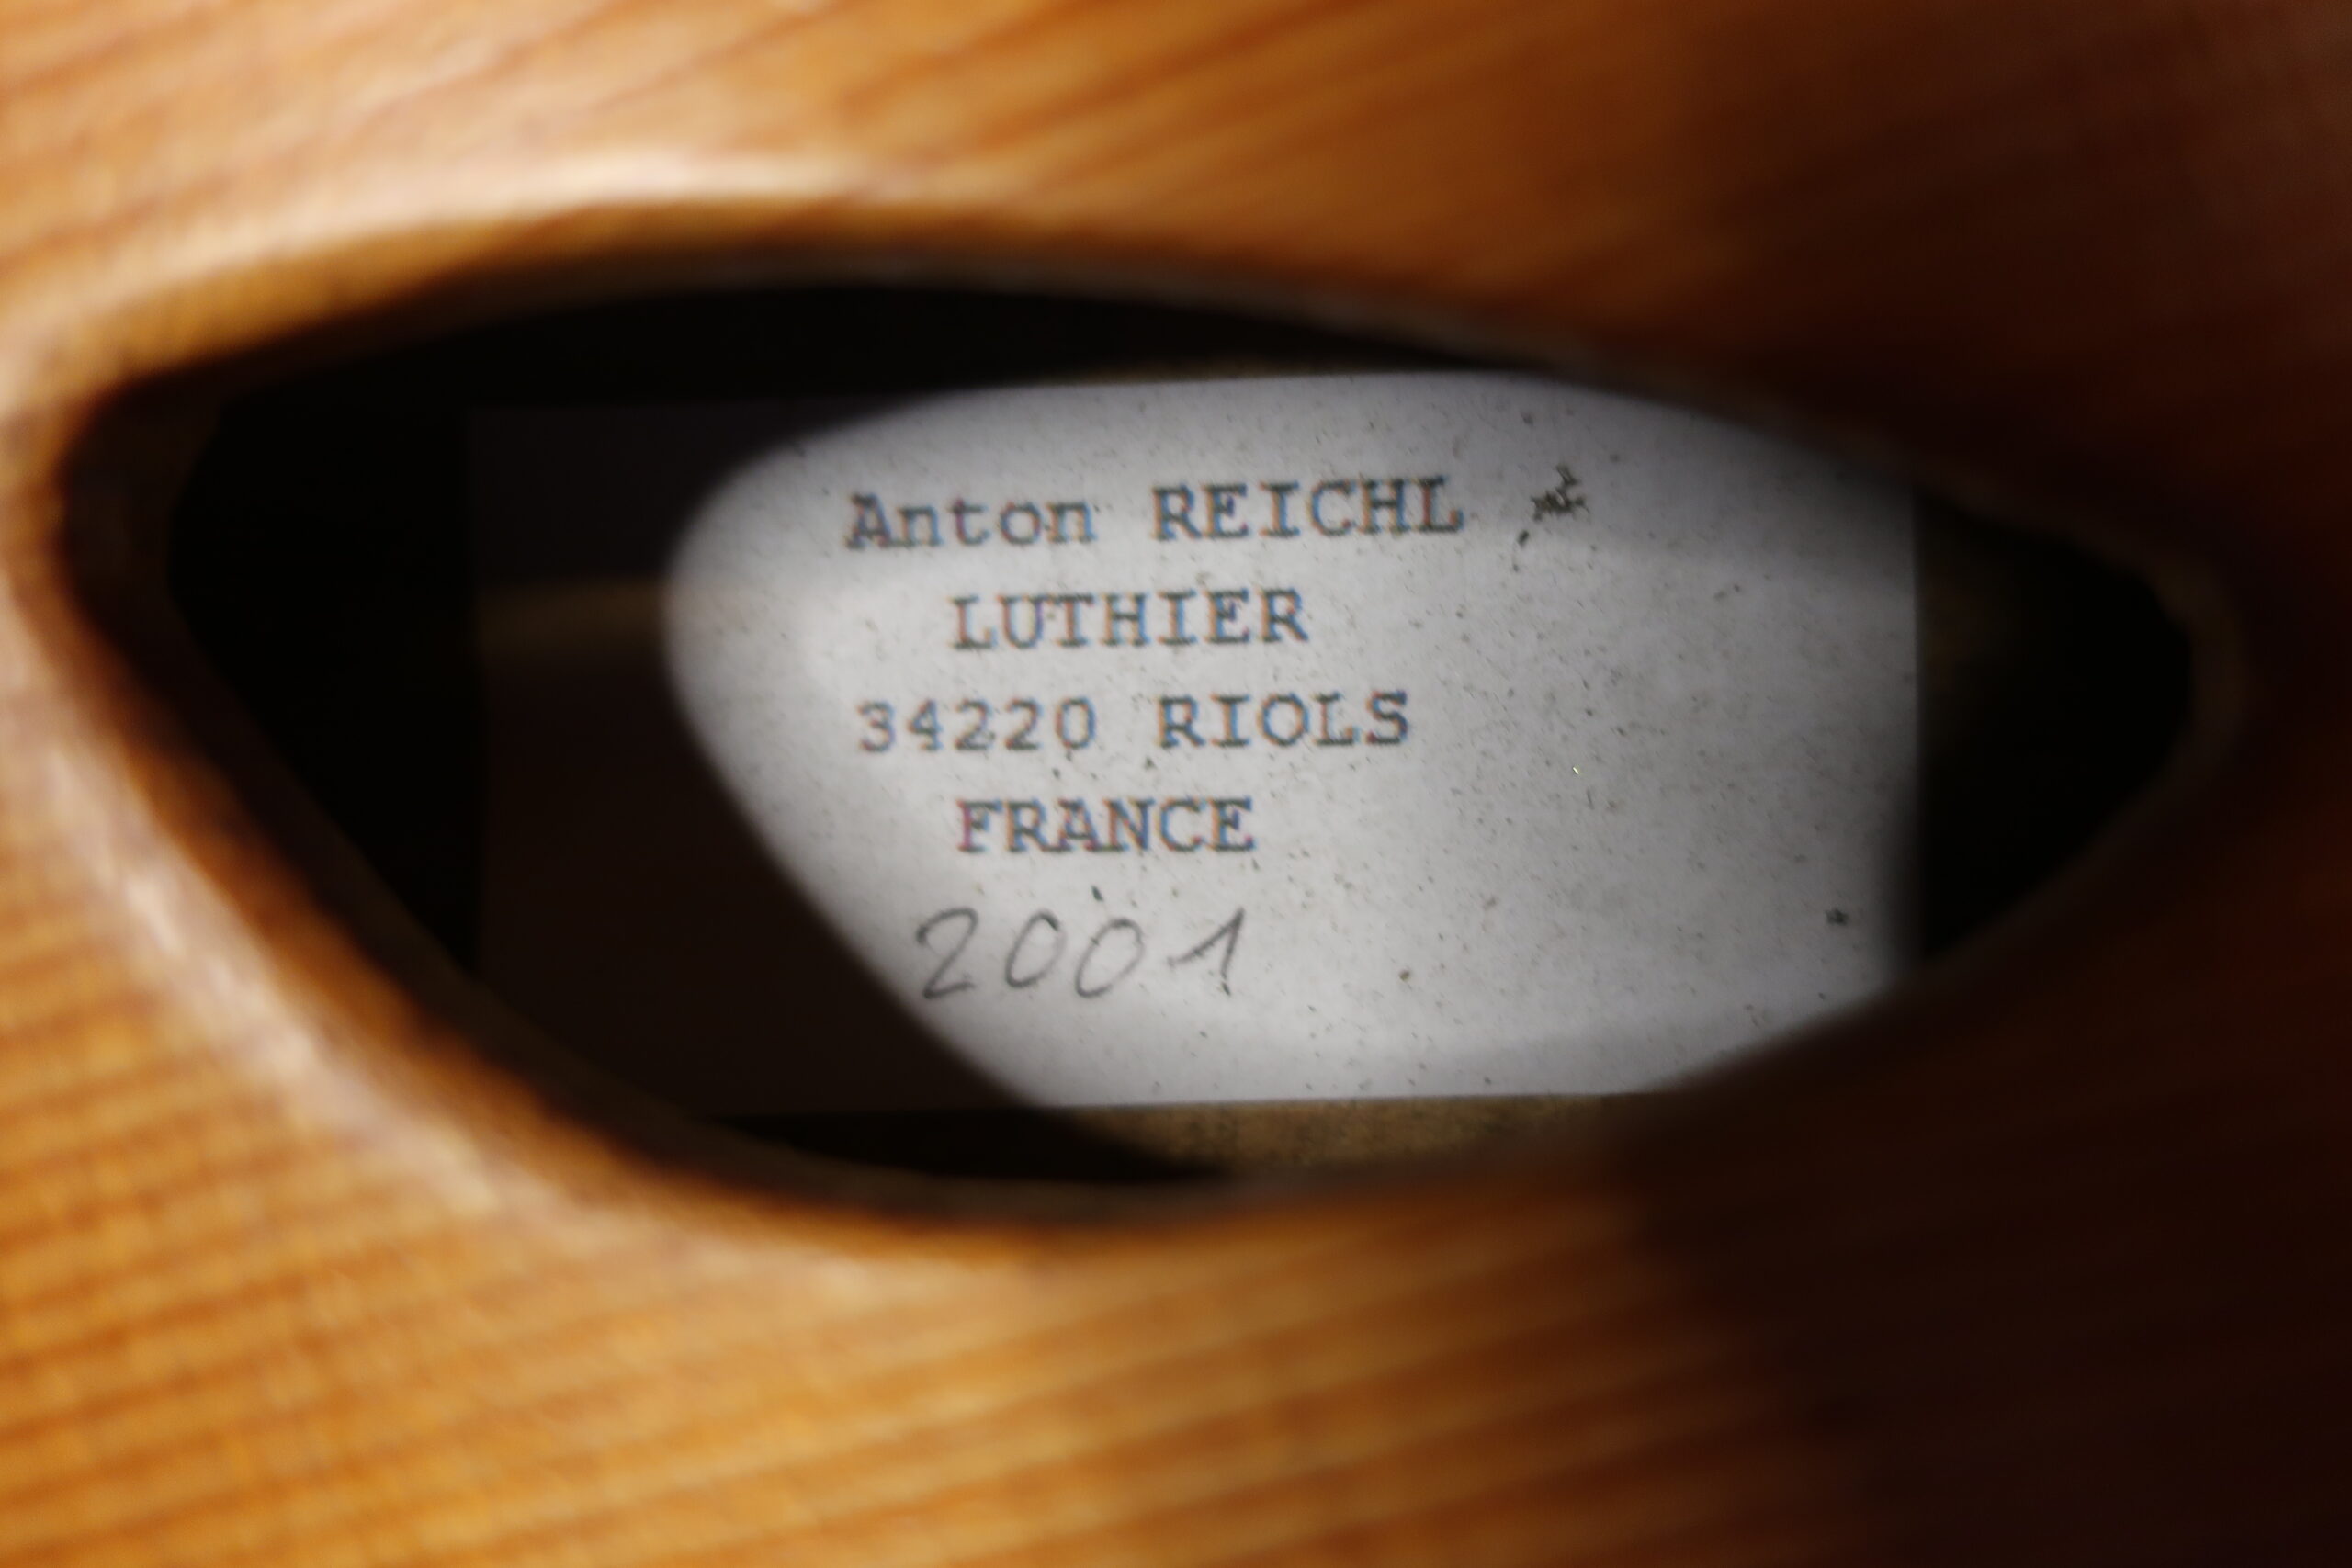 Anton REICHL
LUTHIER
34220 RIOLS
FRANCE
2001